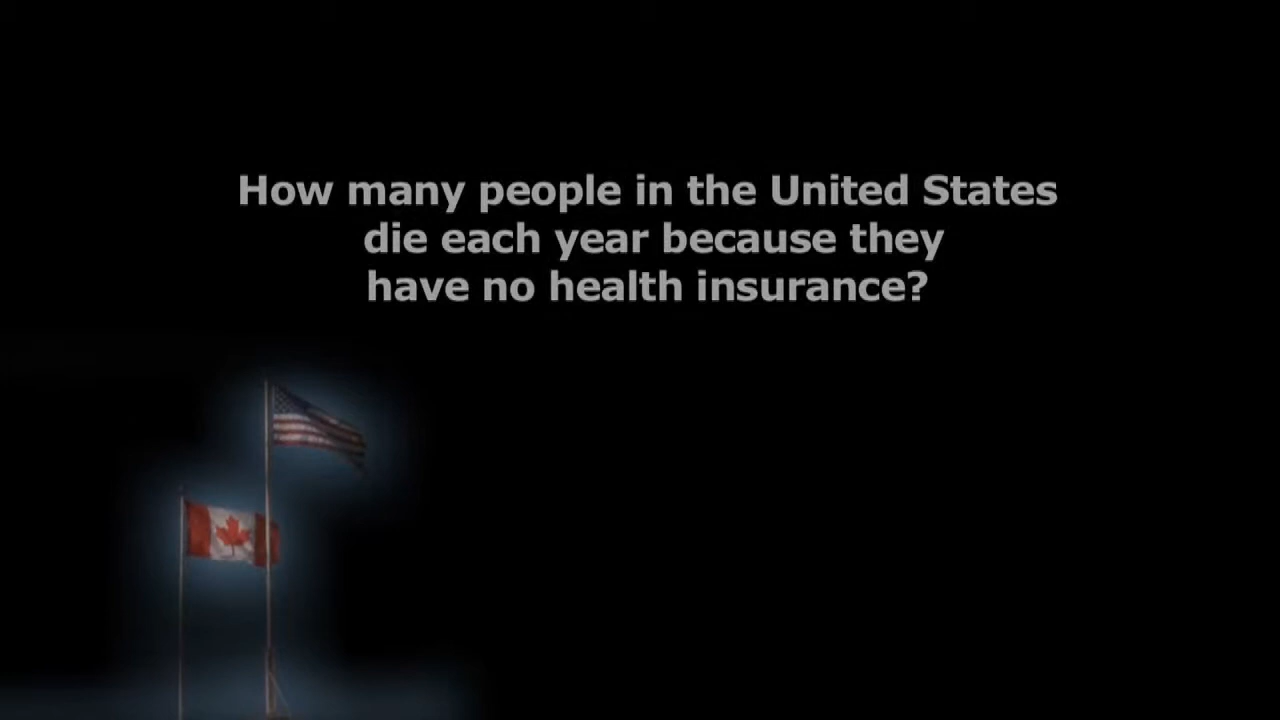 How many people in the United States
die each year because they
have no health insurance?